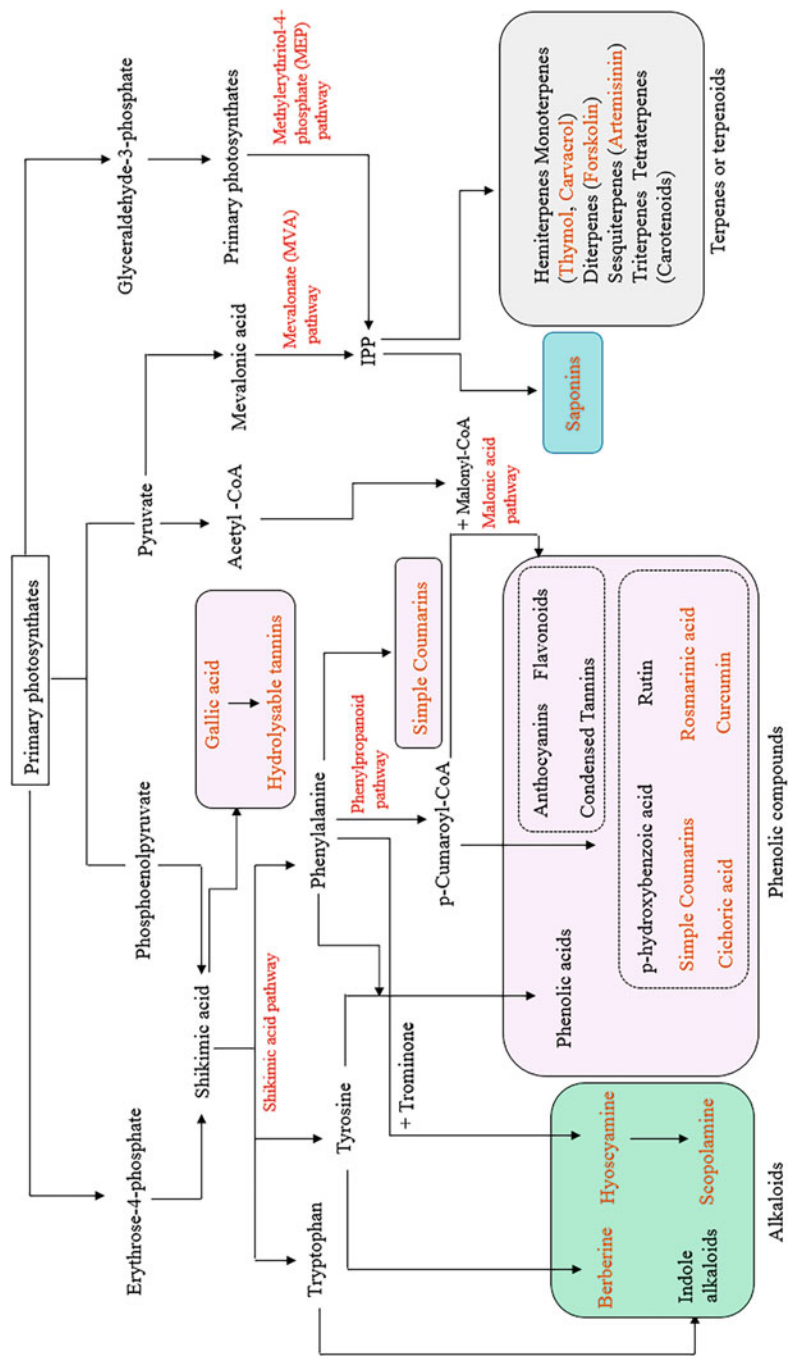 Primary photosynthates
Erythrose-4-phosphate
Phosphoenolpyruvate
Pyruvate
Glyceraldehyde-3-phosphate
Shikimic acid
Gallic acid
Hydrolysable tannins
Acetyl -CoA
Mevalonic acid
Primary photosynthates
Shikimic acid pathway
Mevalonate (MVA)
pathway
Methylerythritol-4-
phosphate (MEP)
pathway
Tryptophan
Tyrosine
Phenylalanine
Phenylpropanoid
pathway
Simple Coumarins
+ Malonyl-CoA
Malonic acid
pathway
IPP
+ Trominone
p-Cumaroyl-CoA
Saponins
Berberine
Hyoscyamine
Scopolamine
Indole
alkaloids
Alkaloids
Phenolic acids
Anthocyanins
Flavonoids
Condensed Tannins
p-hydroxybenzoic acid
Rutin
Simple Coumarins
Rosmarinic acid
Cichoric acid
Curcumin
Phenolic compounds
Hemiterpenes Monoterpenes
(Thymol, Carvacrol)
Diterpenes (Forskolin)
Sesquiterpenes (Artemisinin)
Triterpenes Tetraterpenes
(Carotenoids)
Terpenes or terpenoids